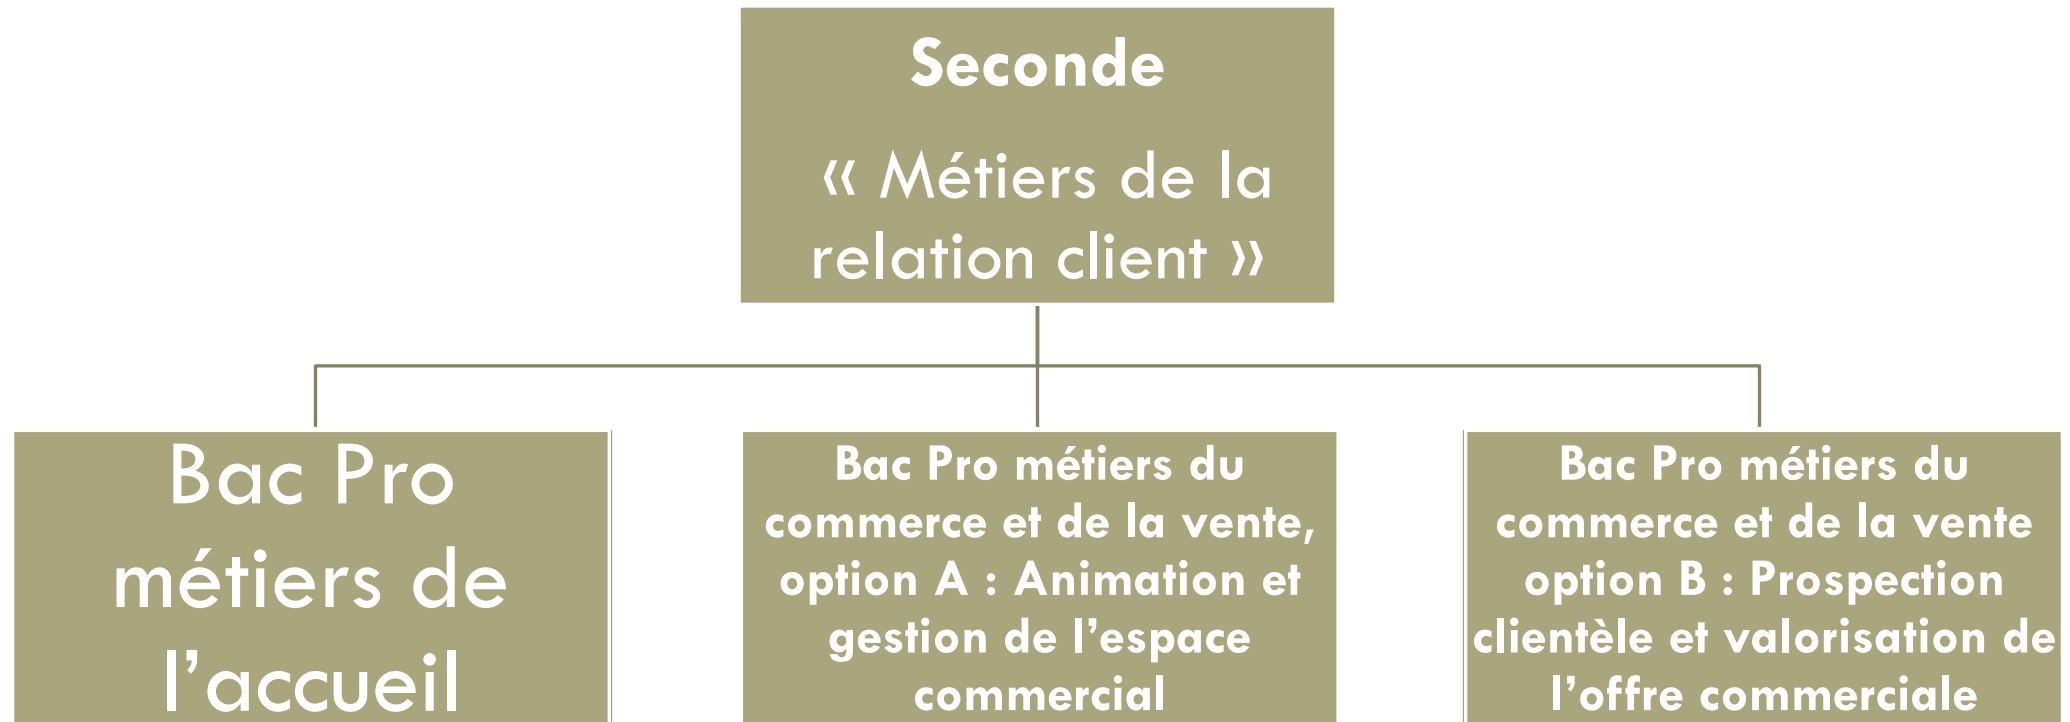 Seconde
« Métiers de la
relation client »
Bac Pro
métiers de
l’accueil
Bac Pro métiers du
commerce et de la vente,
option A : Animation et
gestion de l’espace
commercial
Bac Pro métiers du
commerce et de la vente
option B : Prospection
clientèle et valorisation de
l’offre commerciale